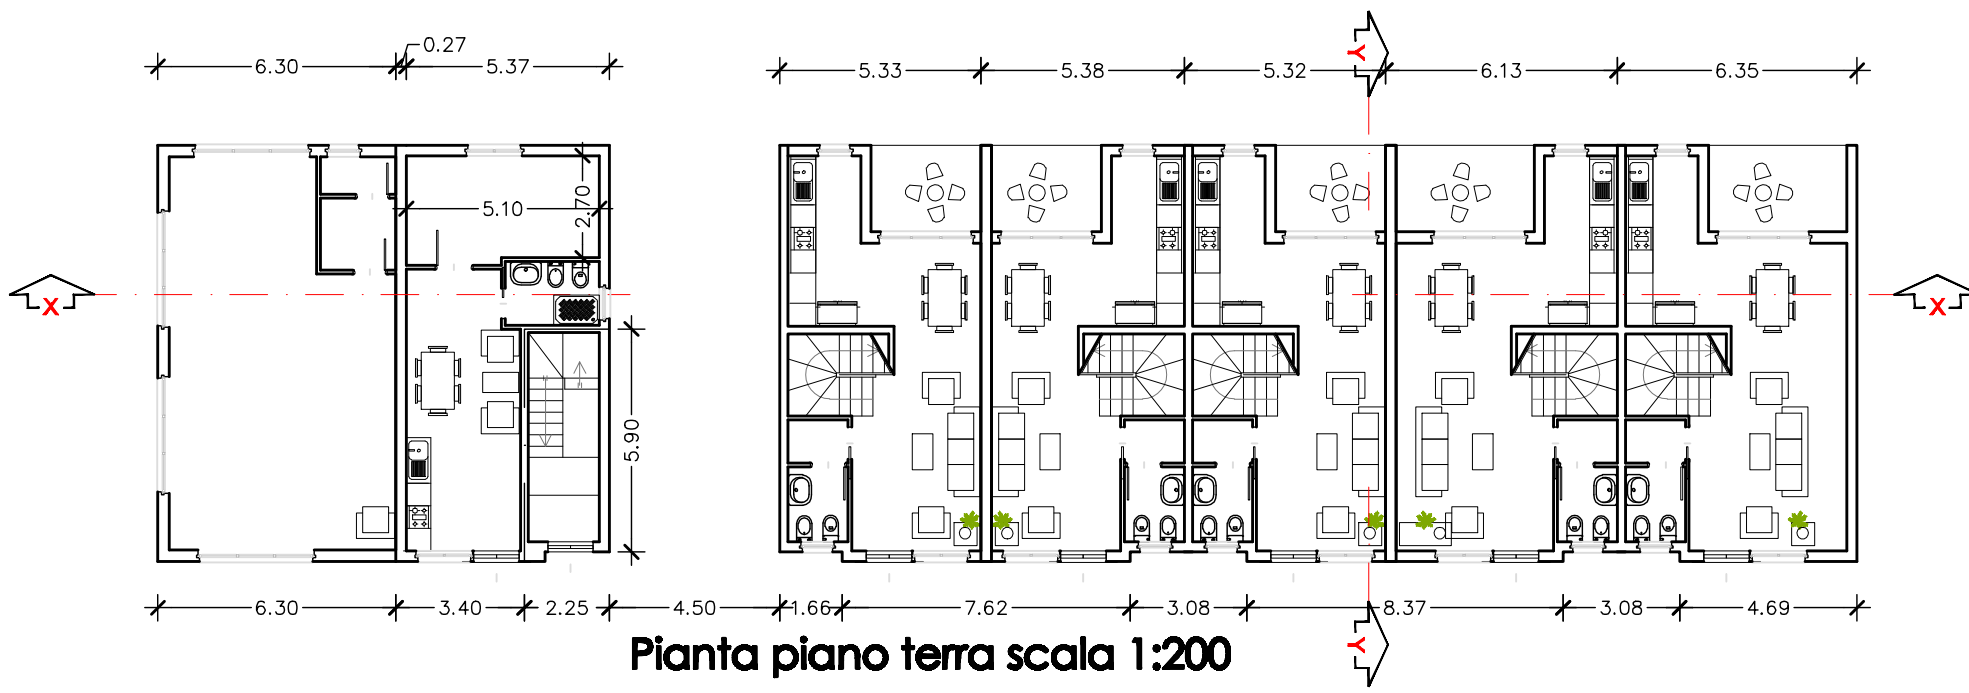 0.27
6.30 5.37 5.33 5.38 5.32 6.13 6.35
Y
2.70
5.10
X X
5.90
6.30 3.40 2.25 4.50 1.66 7.62 3.08 8.37 3.08 4.69
Y
Pianta piano terra scala 1:200